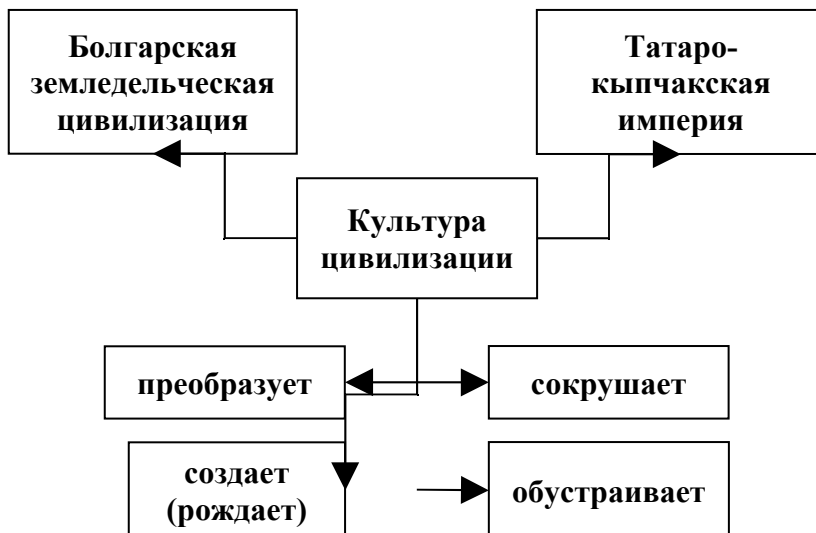 Болгарская
земледельческая
цивилизация
Татаро-
кыпчакская
империя
Культура
цивилизации
преобразует
сокрушает
создает
(рождает)
обустраивает